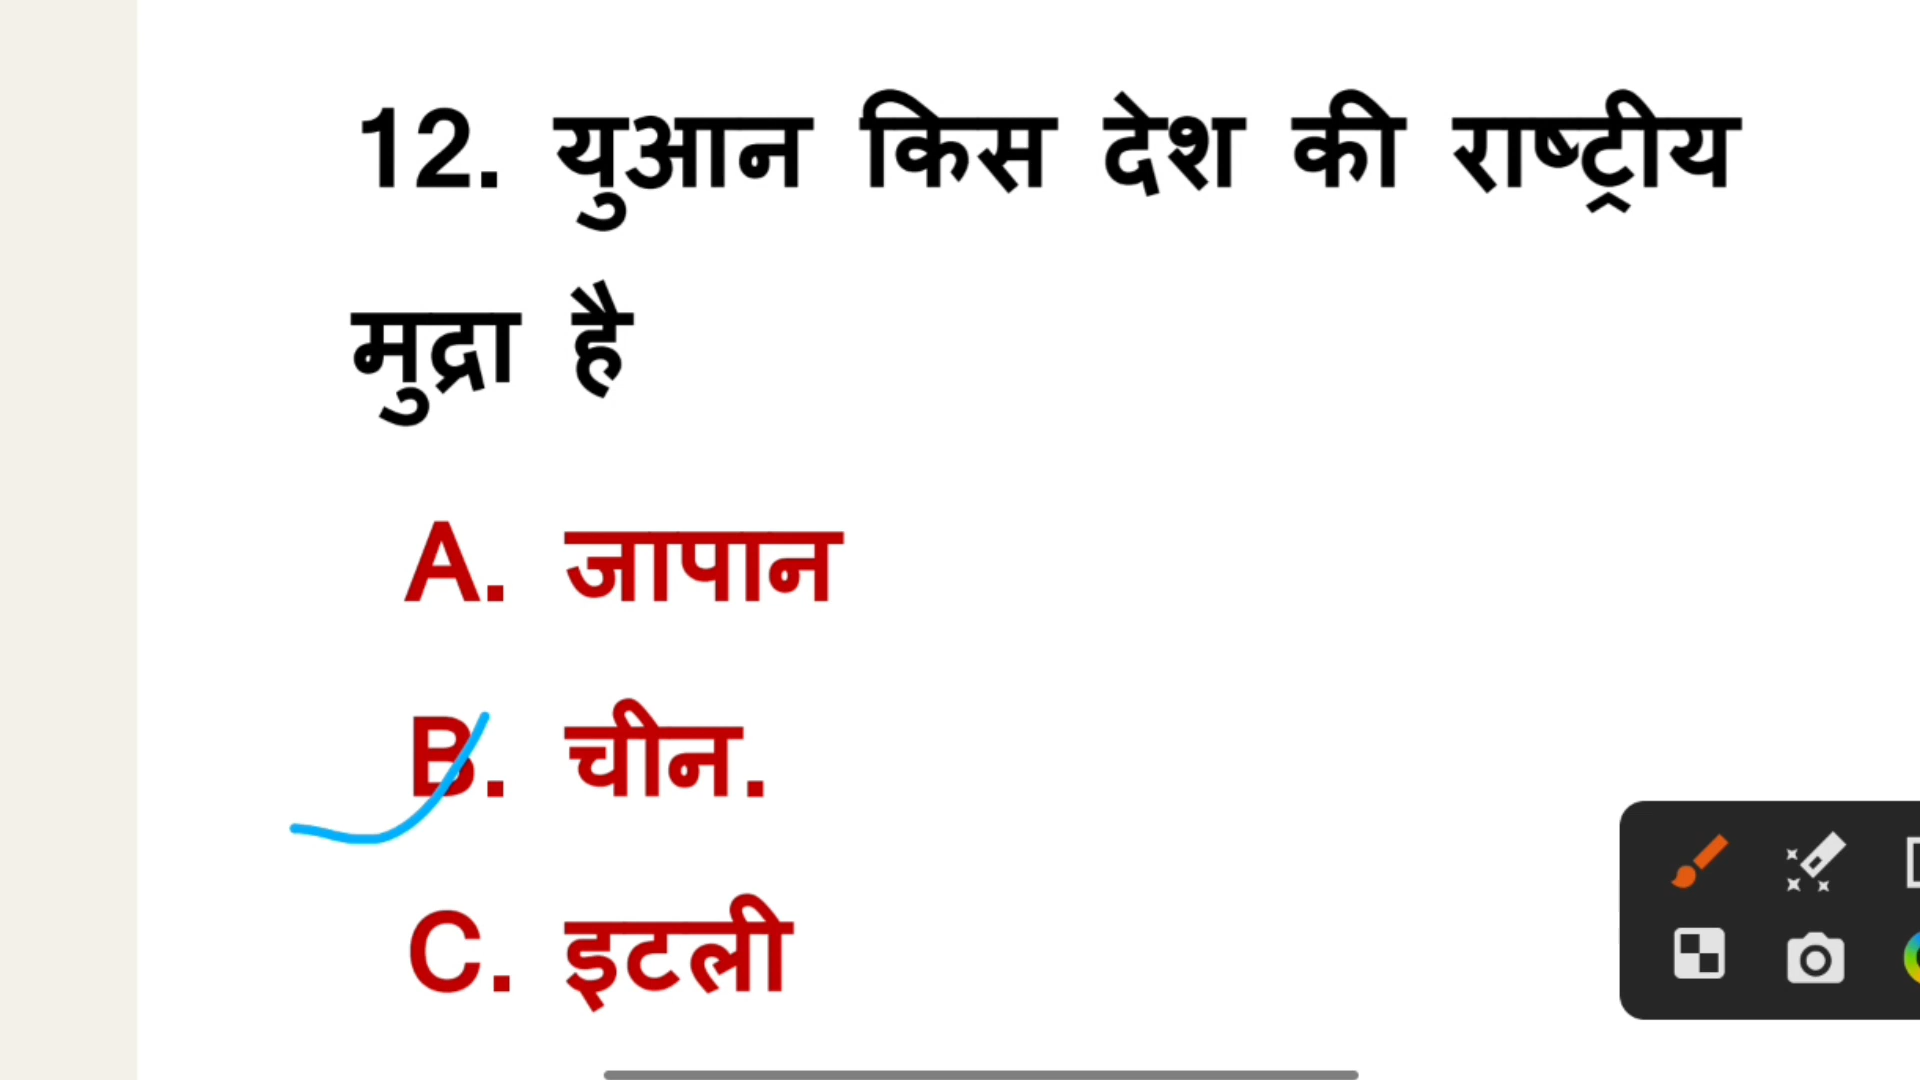 12. युआन किस देश की राष्ट्रीय
मुद्रा है
A. जापान
B. चीन.
C. इटली